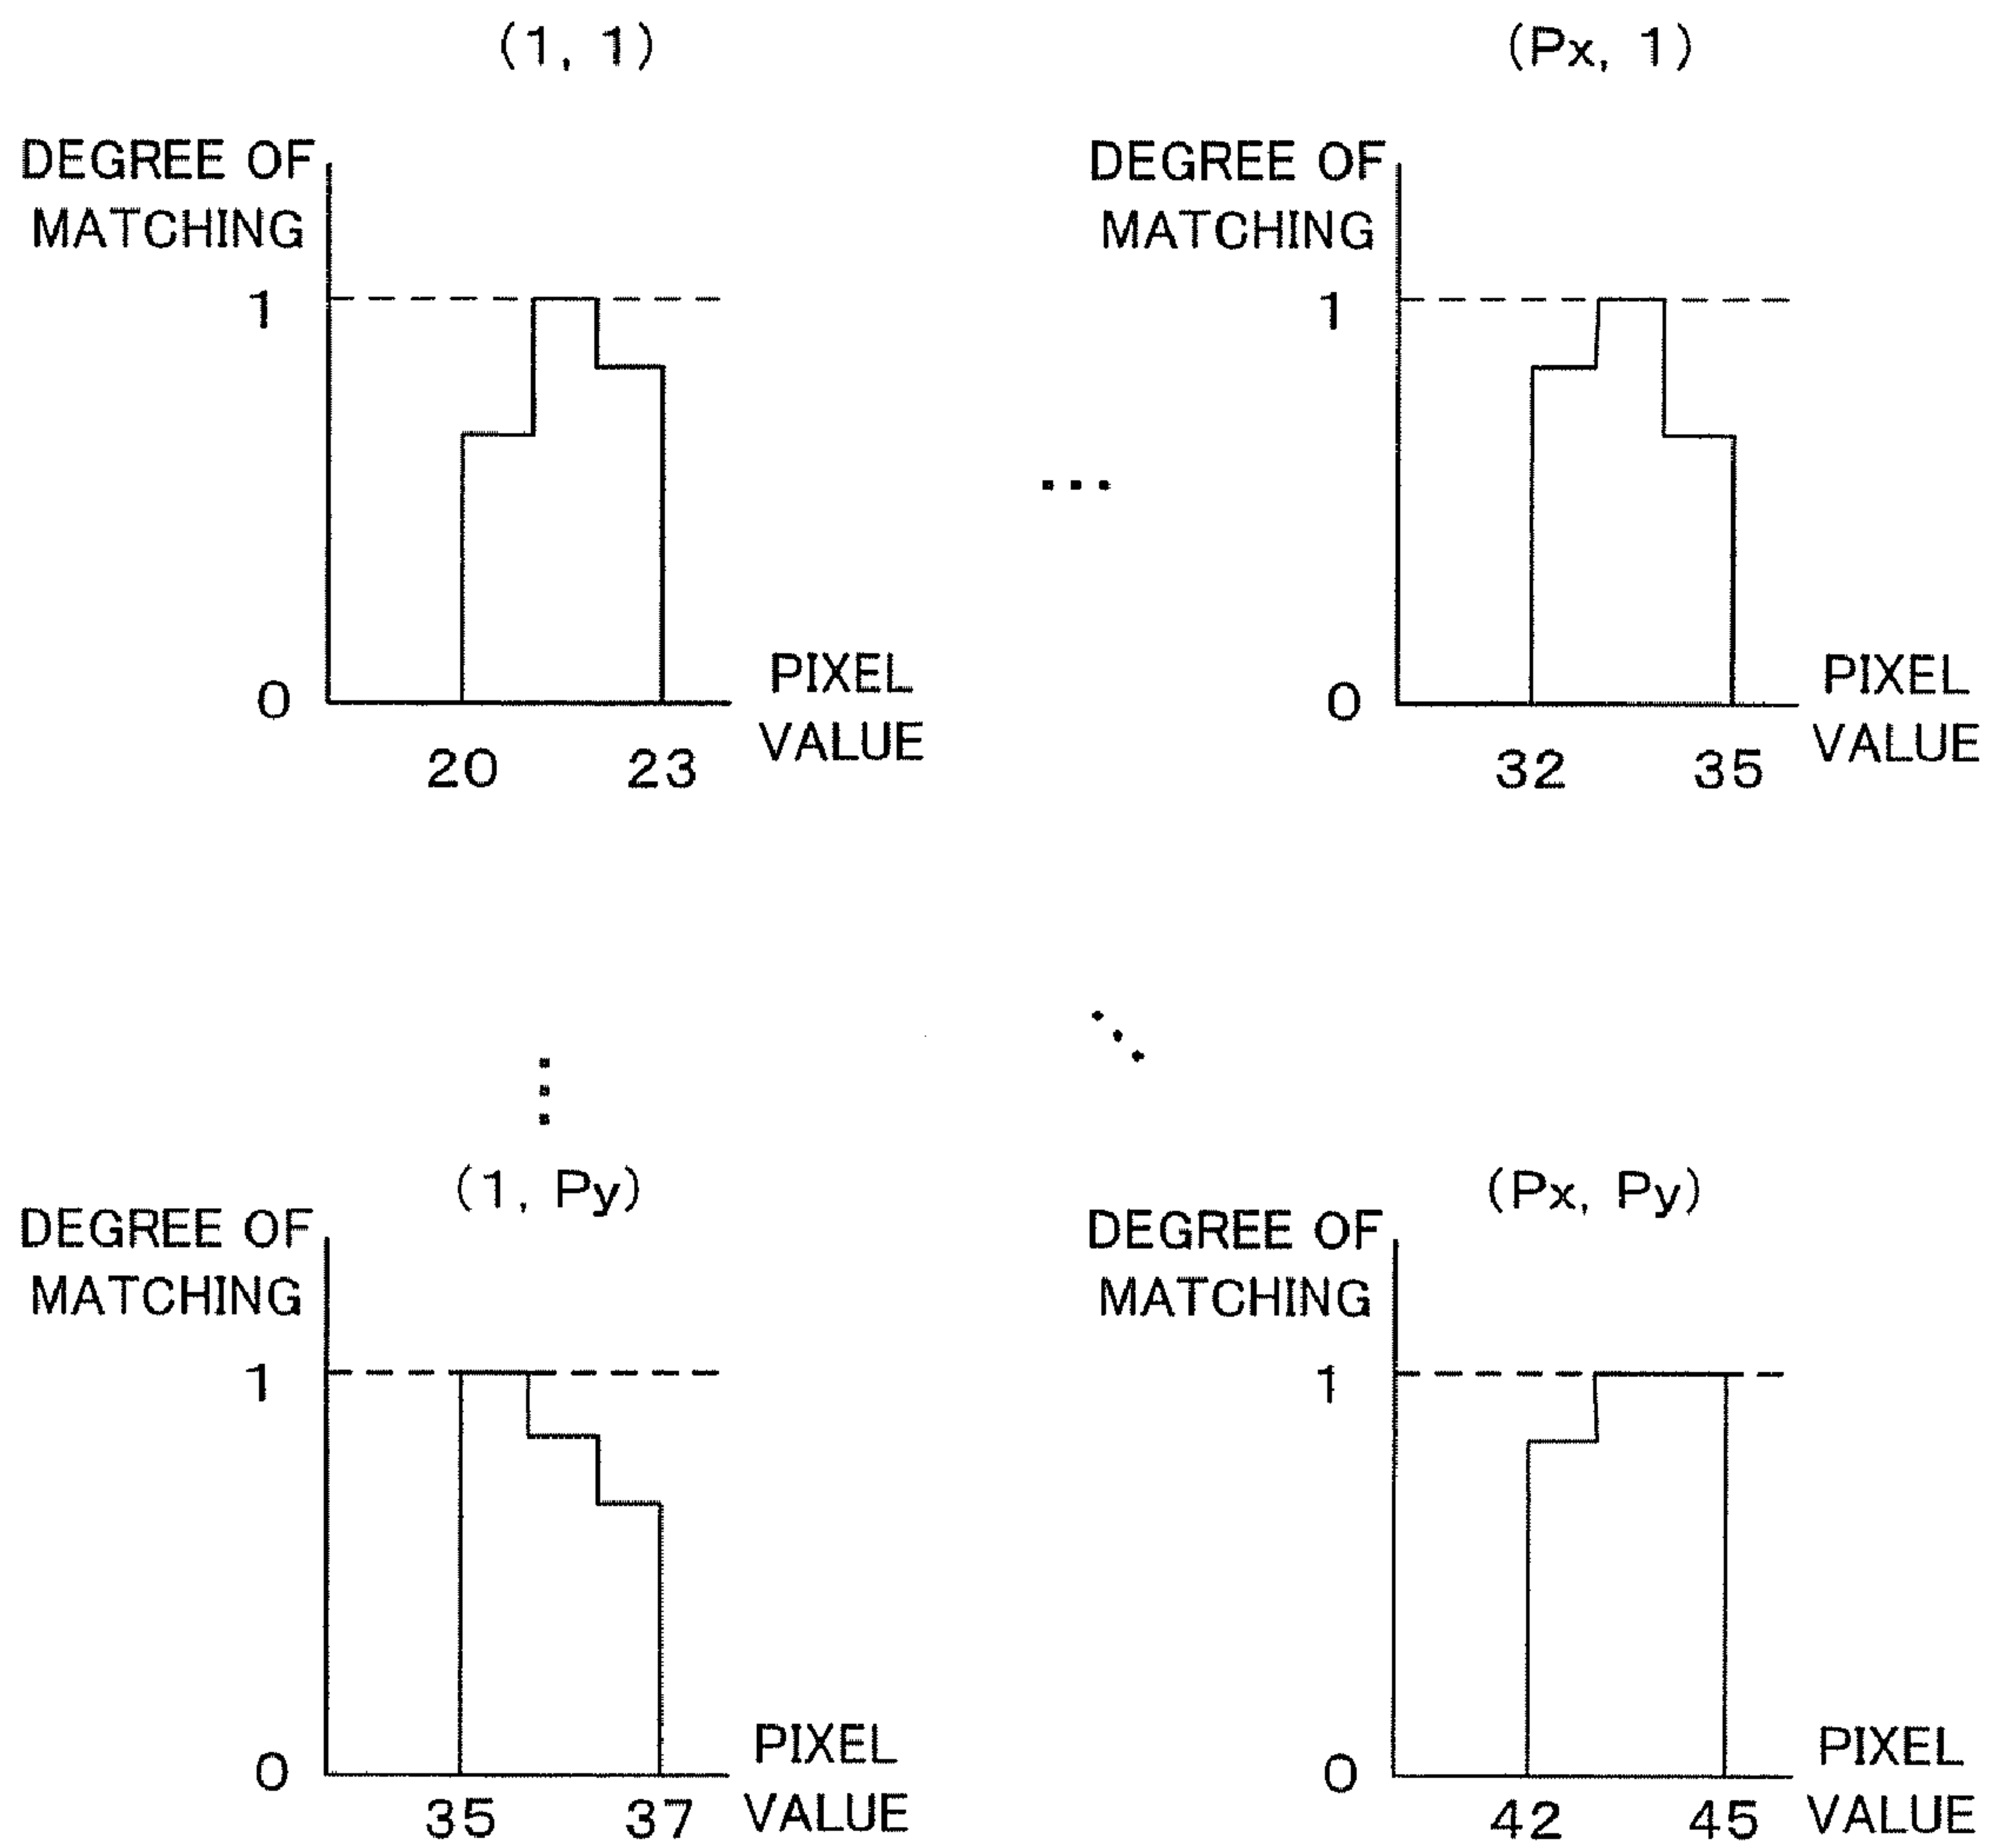 (1, 1)
DEGREE OF
MATCHING
1
0
20
23
PIXEL
VALUE
(Px, 1)
DEGREE OF
MATCHING
1
0
32
35
PIXEL
VALUE
(1, Py)
DEGREE OF
MATCHING
1
0
35
37
PIXEL
VALUE
(Px, Py)
DEGREE OF
MATCHING
1
0
42
45
PIXEL
VALUE